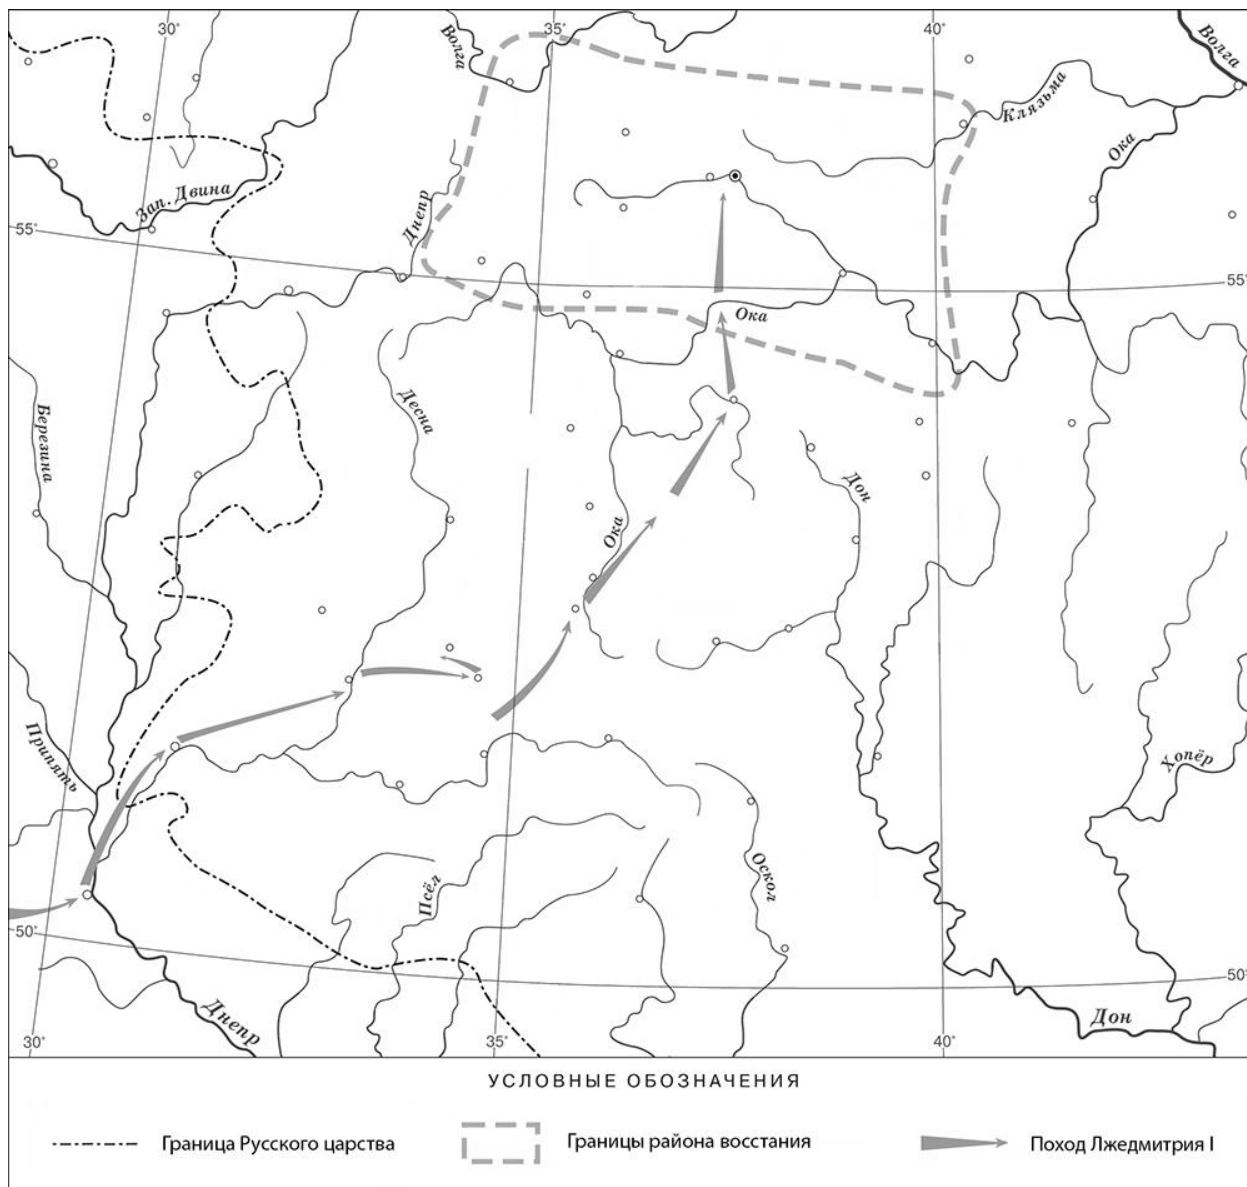 30°
35°
40°
Волга
Волга
Клязьма
Ока
Зап. Двина
Днепр
55°
55°
Ока
Березина
Десна
Дон
Ока
Припять
Хопёр
Оскол
Псёл
50°
50°
Днепр
Дон
30°
35°
40°
УСЛОВНЫЕ ОБОЗНАЧЕНИЯ
Граница Русского царства
Границы района восстания
Поход Лжедмитрия I